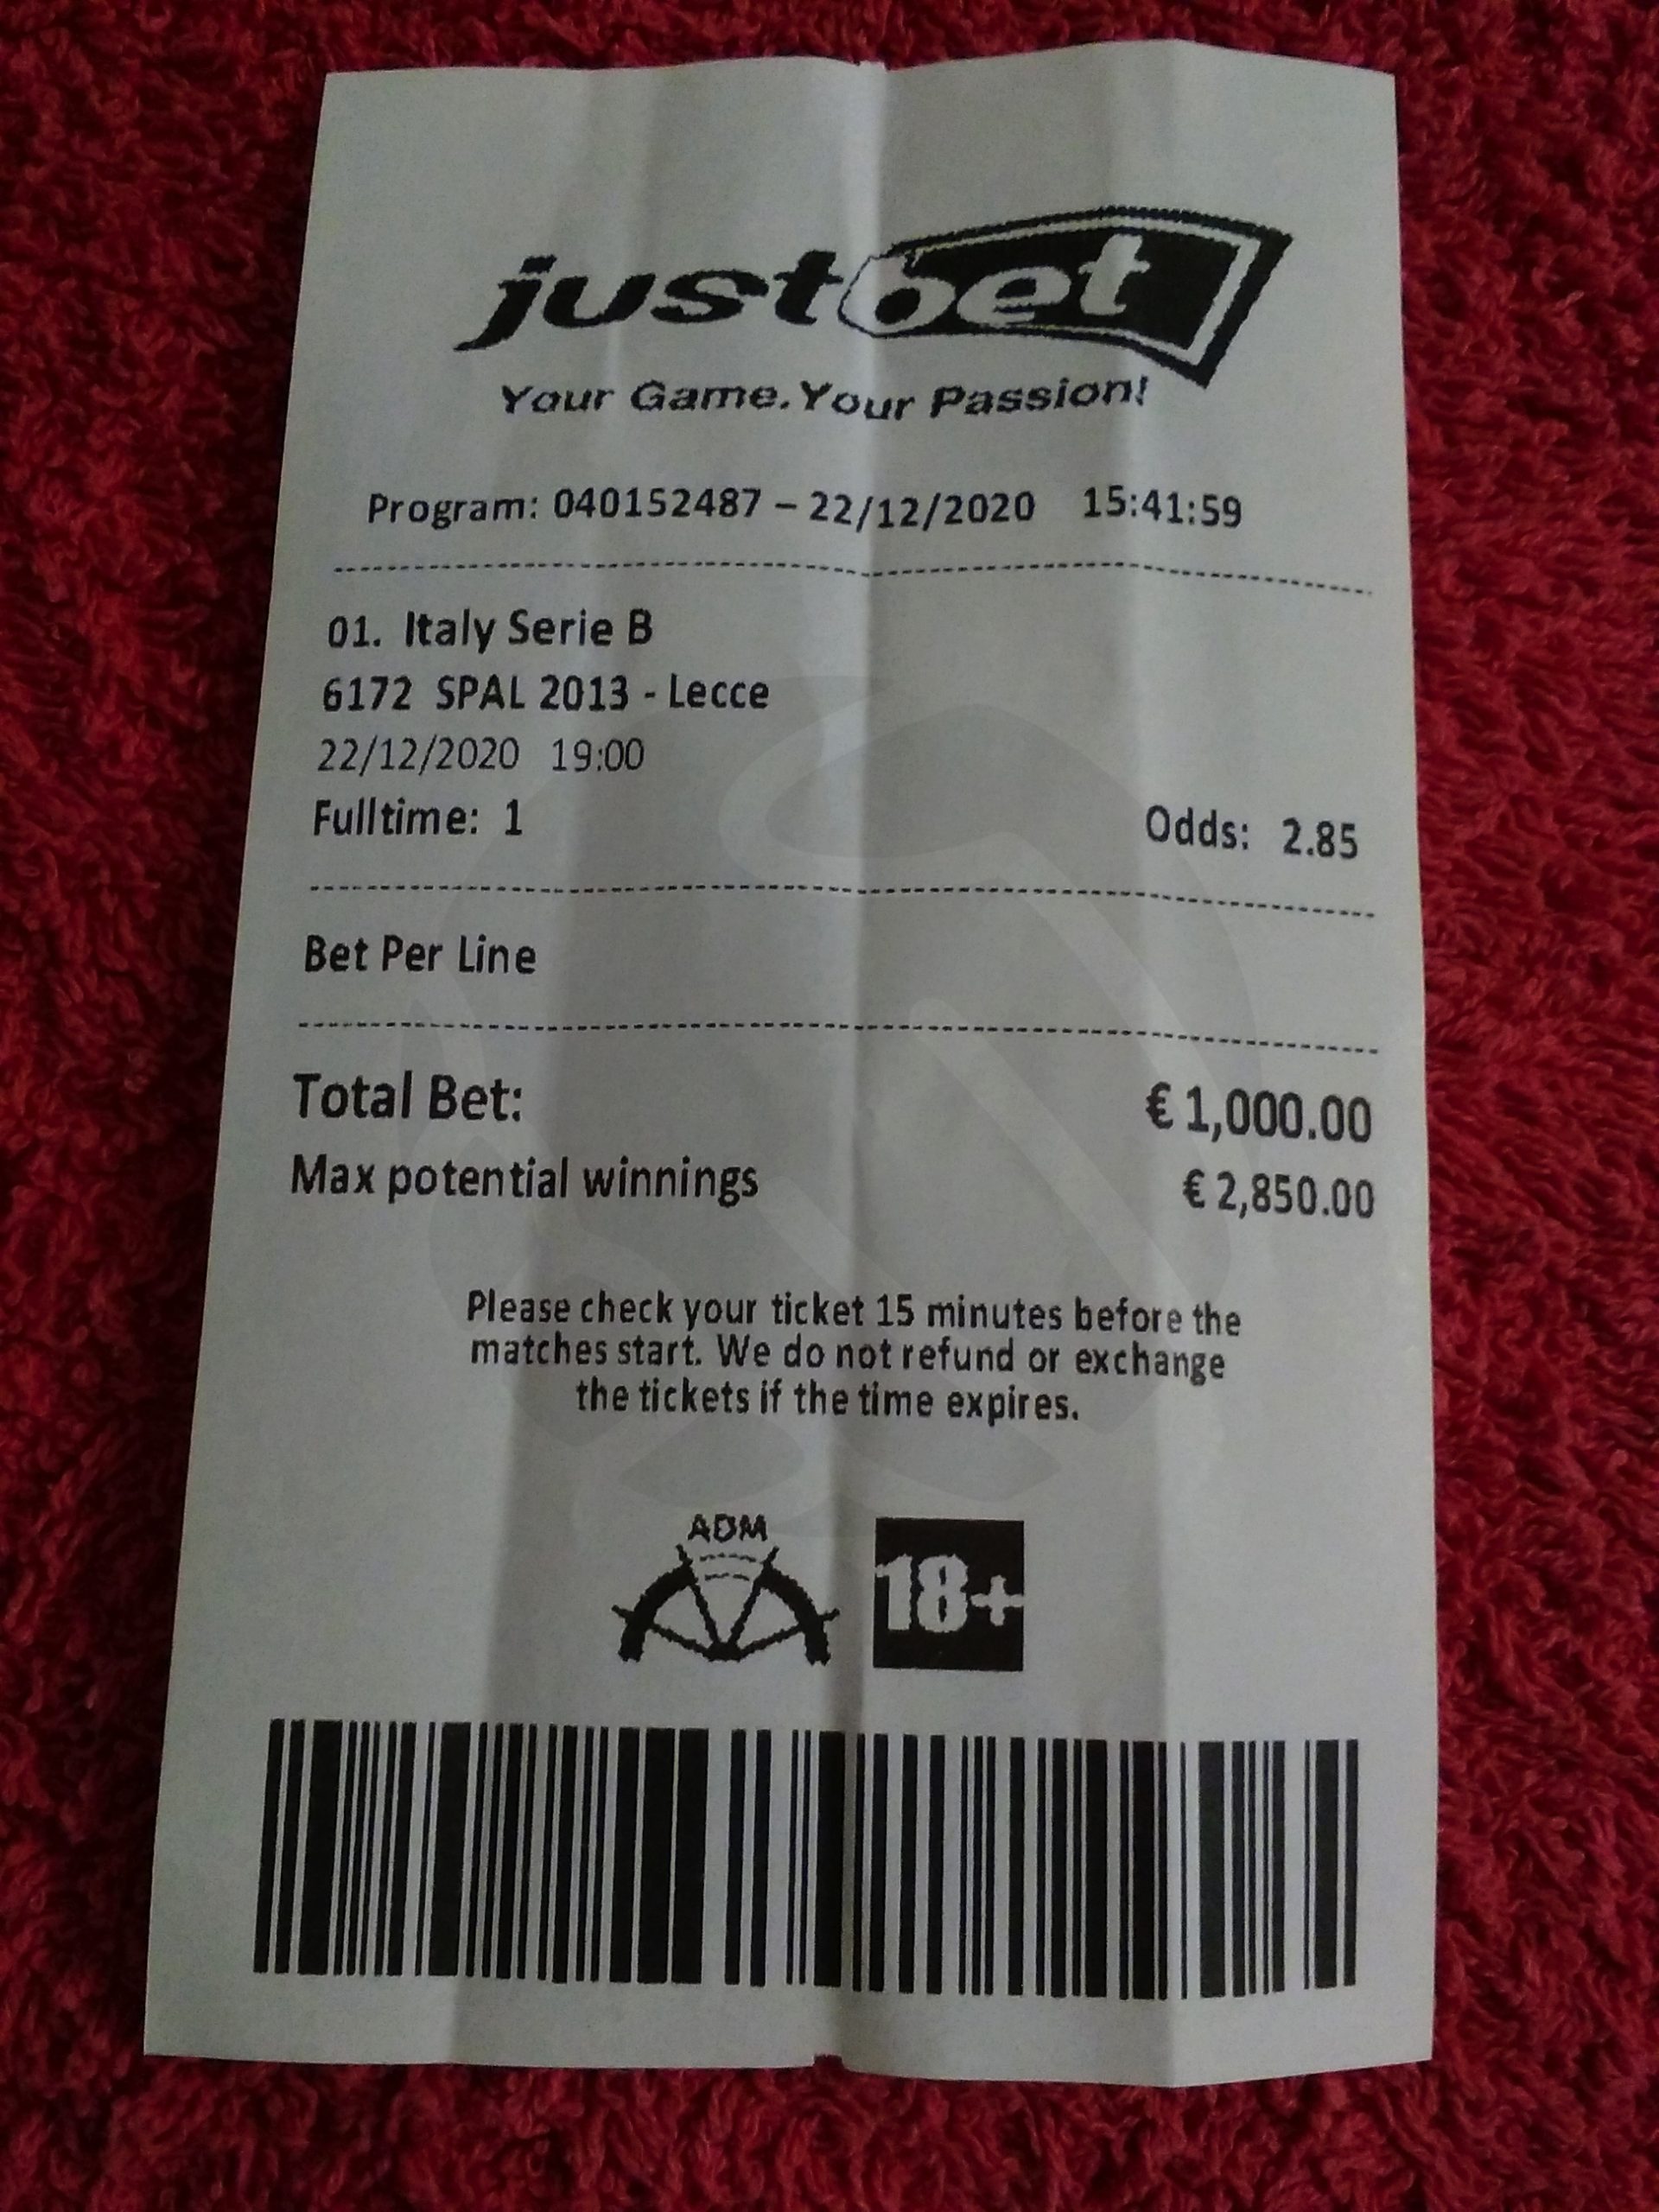 justbet
Your Game.Your Passion!
Program: 040152487 – 22/12/2020 15:41:59
01. Italy Serie B
6172 SPAL 2013 - Lecce
22/12/2020 19:00
Fulltime: 1 Odds: 2.85
Bet Per Line
Total Bet: € 1,000.00
Max potential winnings € 2,850.00
Please check your ticket 15 minutes before the
matches start. We do not refund or exchange
the tickets if the time expires.
ADM
18+